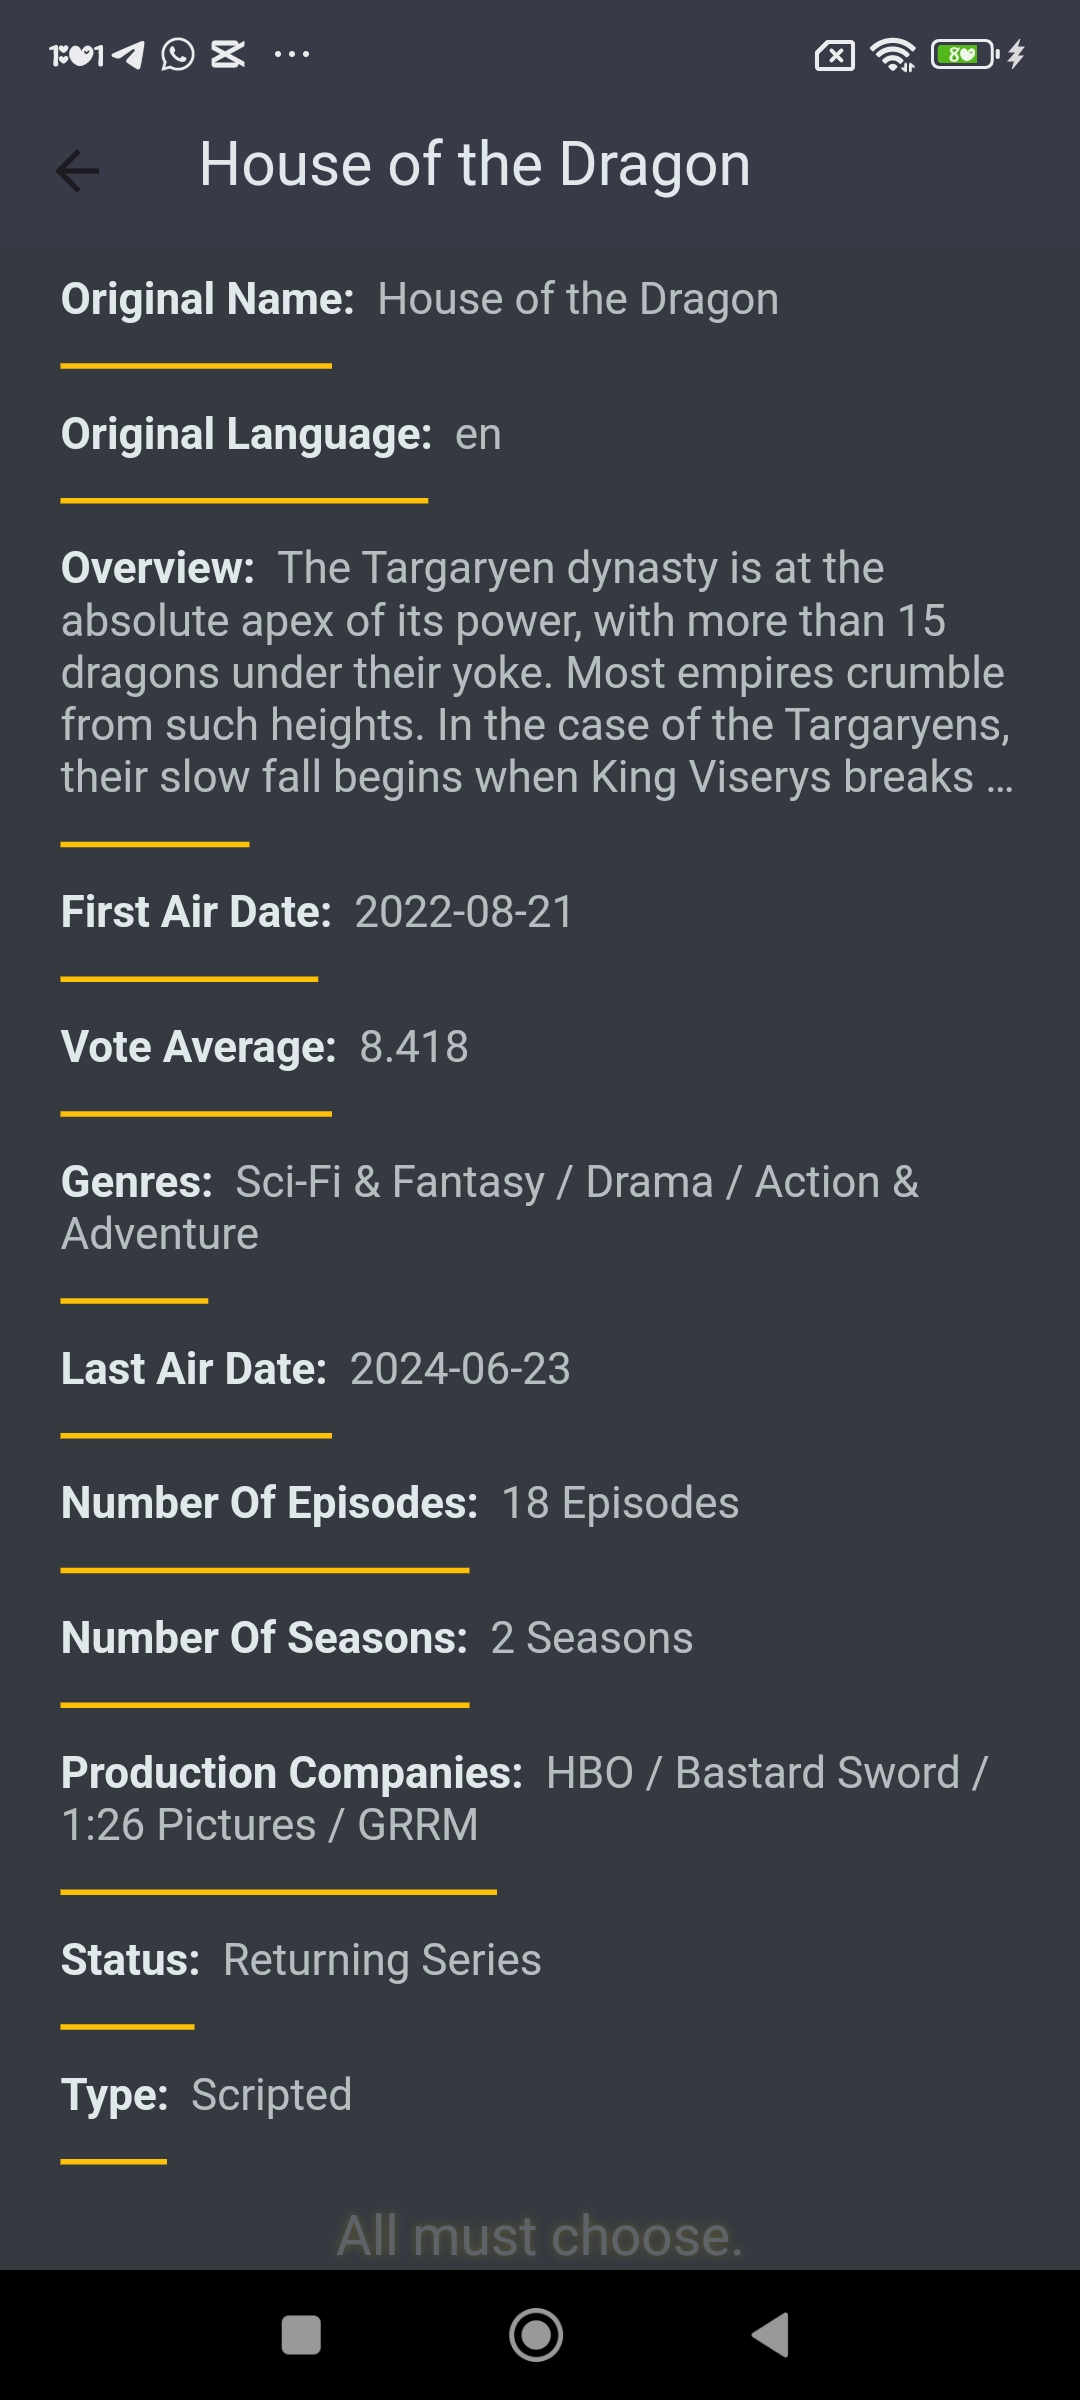 House of the Dragon
Original Name: House of the Dragon
Original Language: en
Overview: The Targaryen dynasty is at the
absolute apex of its power, with more than 15
dragons under their yoke. Most empires crumble
from such heights. In the case of the Targaryens,
their slow fall begins when King Viserys breaks ...
First Air Date: 2022-08-21
Vote Average: 8.418
Genres: Sci-Fi & Fantasy / Drama / Action &
Adventure
Last Air Date: 2024-06-23
Number Of Episodes: 18 Episodes
Number Of Seasons: 2 Seasons
Production Companies: HBO / Bastard Sword /
1:26 Pictures / GRRM
Status: Returning Series
Type: Scripted
All must choose.